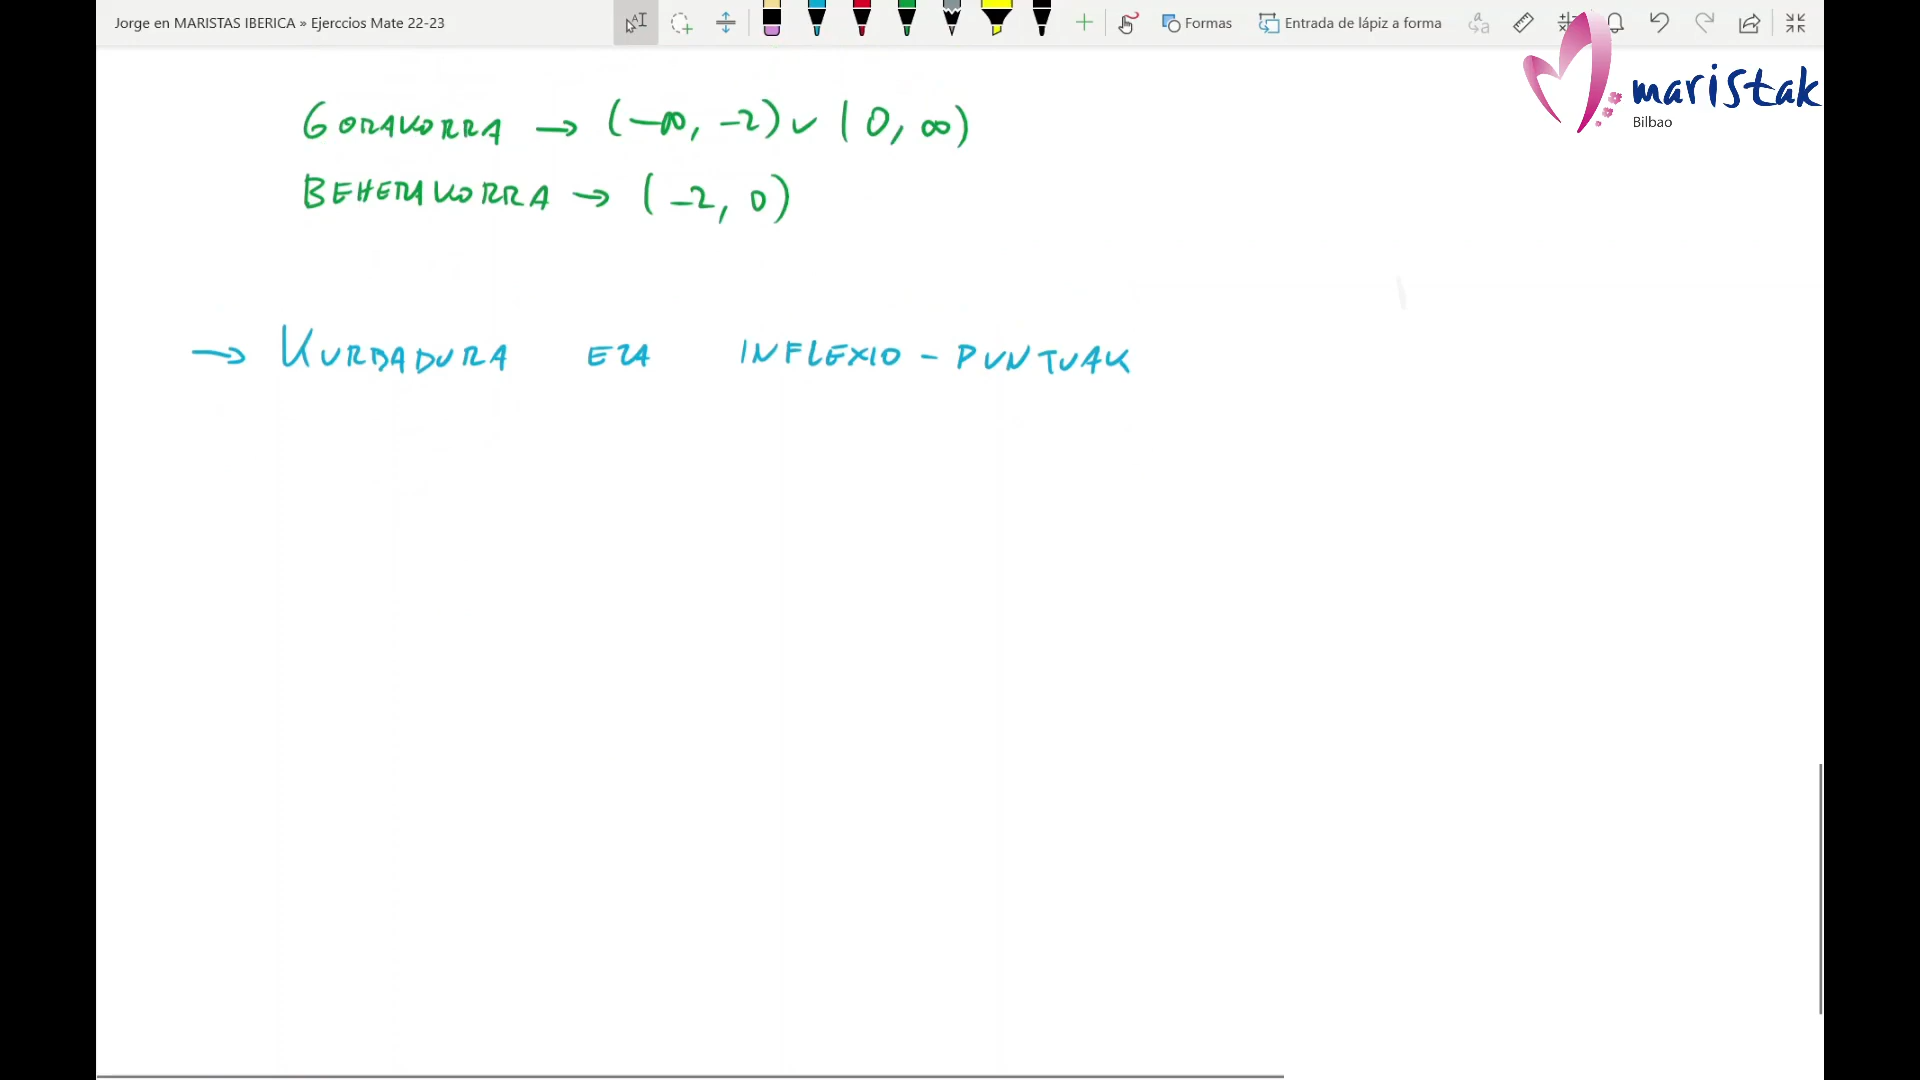 Jorge en MARISTAS IBERICA » Ejerccios Mate 22-23
Formas
Entrada de lápiz a forma
maristak
Bilbao
GORAKORRA → (-∞, -2) ∪ (0, ∞)
BEHERAKORRA → (-2, 0)
→ KURBADURA ETA INFLEXIO - PUNTUAK